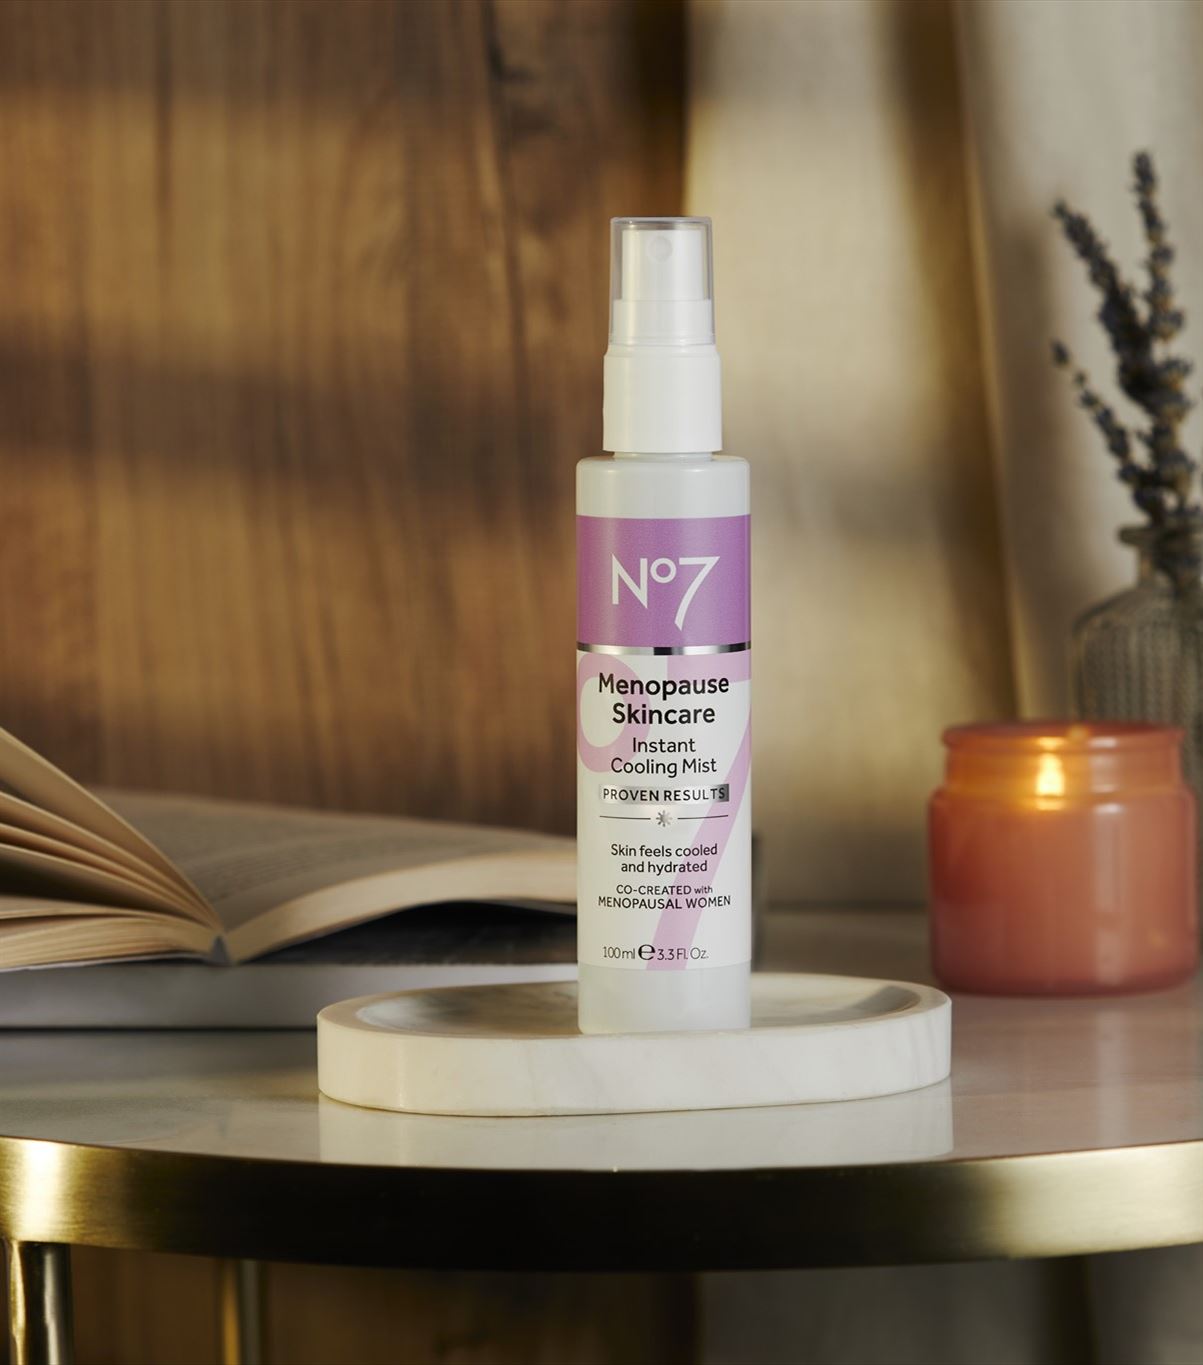 Nº7
Menopause
Skincare
Instant
Cooling Mist
PROVEN RESULTS
Skin feels cooled
and hydrated
CO-CREATED with
MENOPAUSAL WOMEN
100ml ℮ 3.3 Fl. Oz.